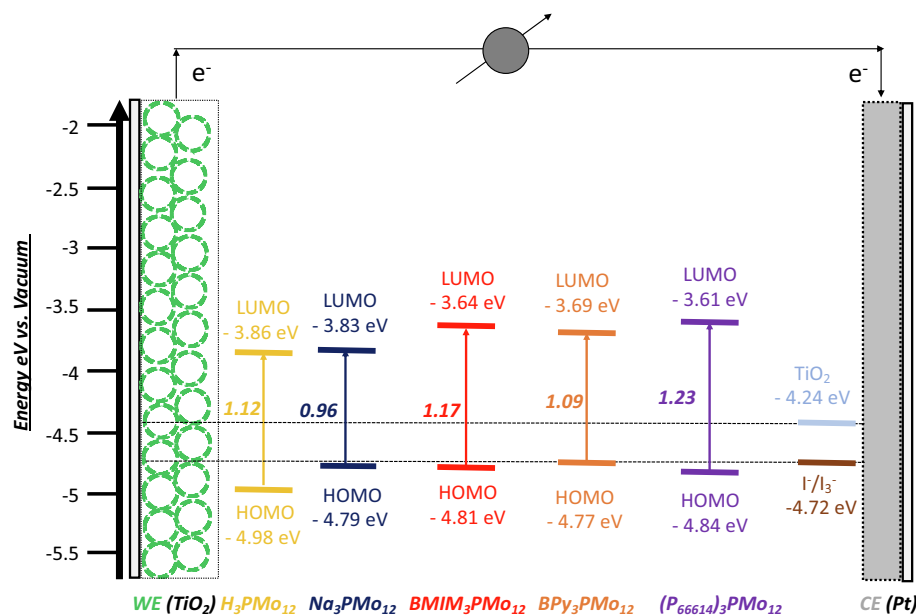 e-
e-
Energy eV vs. Vacuum
-2
-2.5
-3
-3.5
-4
-4.5
-5
-5.5
LUMO
- 3.86 eV
1.12
HOMO
- 4.98 eV
LUMO
- 3.83 eV
0.96
HOMO
- 4.79 eV
LUMO
- 3.64 eV
1.17
HOMO
- 4.81 eV
LUMO
- 3.69 eV
1.09
HOMO
- 4.77 eV
LUMO
- 3.61 eV
1.23
HOMO
- 4.84 eV
TiO2
- 4.24 eV
I-/I3-
-4.72 eV
WE (TiO2) H3PMo12 Na3PMo12 BMIM3PMo12 BPy3PMo12 (P66614)3PMo12 CE (Pt)